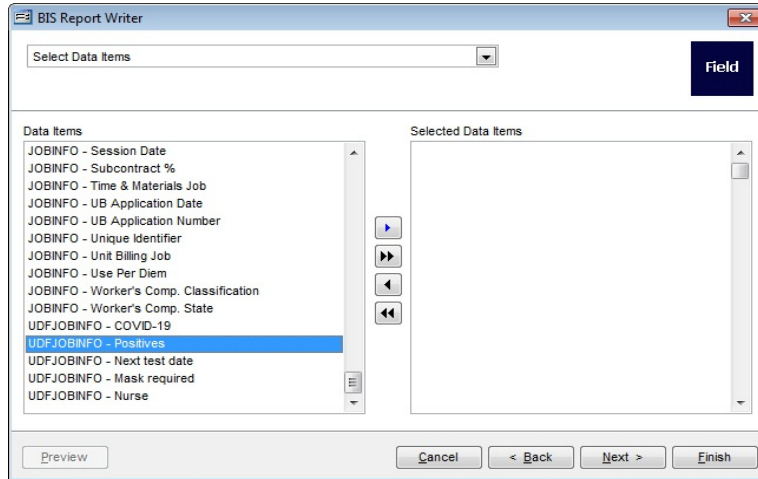 BIS Report Writer
Select Data Items
Field
Data Items
Selected Data Items
JOBINFO - Session Date
JOBINFO - Subcontract %
JOBINFO - Time & Materials Job
JOBINFO - UB Application Date
JOBINFO - UB Application Number
JOBINFO - Unique Identifier
JOBINFO - Unit Billing Job
JOBINFO - Use Per Diem
JOBINFO - Worker's Comp. Classification
JOBINFO - Worker's Comp. State
UDFJOBINFO - COVID-19
UDFJOBINFO - Positives
UDFJOBINFO - Next test date
UDFJOBINFO - Mask required
UDFJOBINFO - Nurse
Preview
Cancel
< Back
Next >
Finish